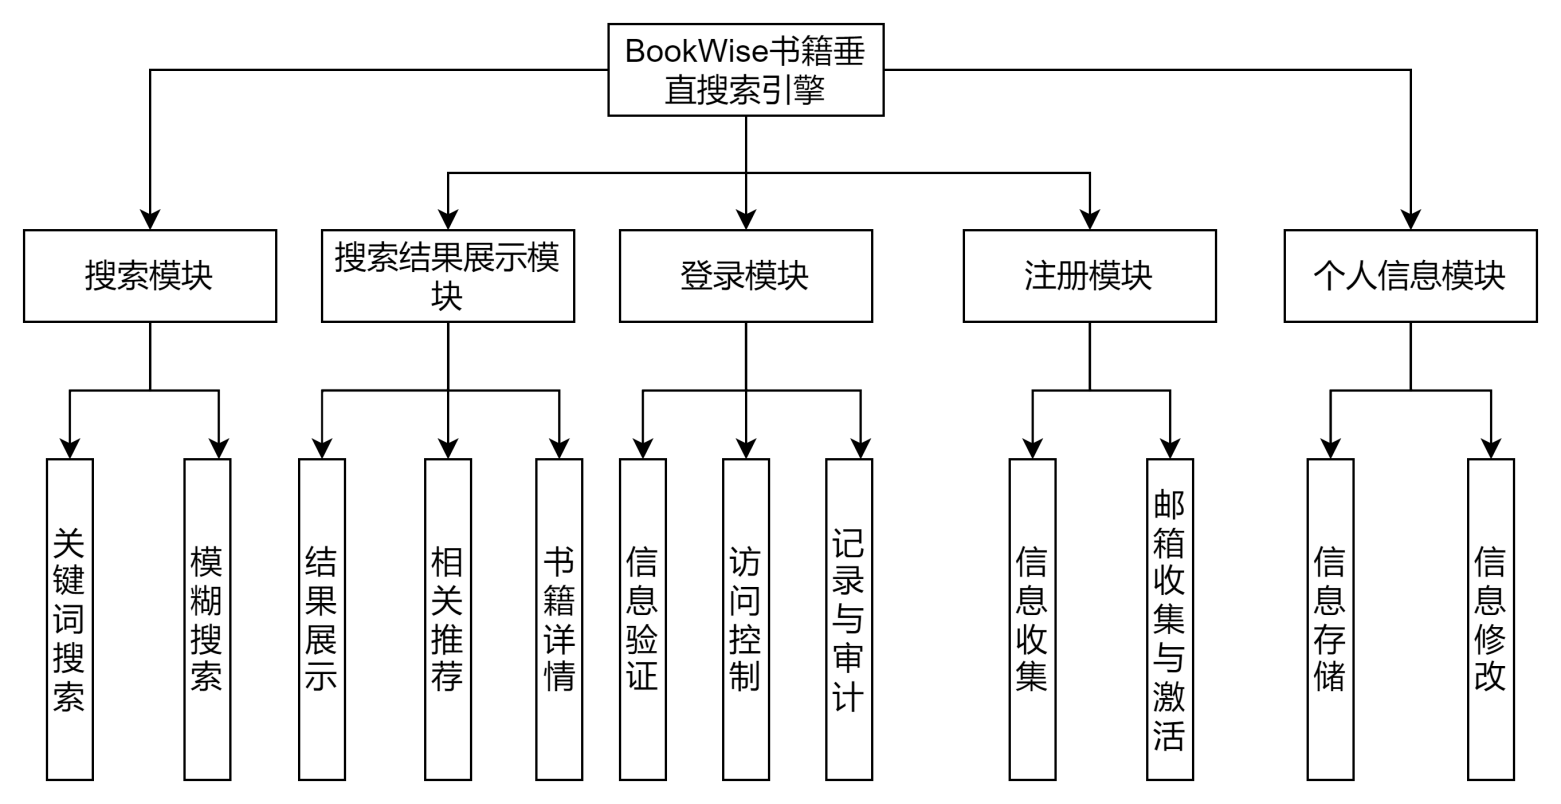 BookWise书籍垂
直搜索引擎
搜索模块
搜索结果展示模
块
登录模块
注册模块
个人信息模块
关键词搜索
模糊搜索
结果展示
相关推荐
书籍详情
信息验证
访问控制
记录与审计
信息收集
邮箱收集与激活
信息存储
信息修改